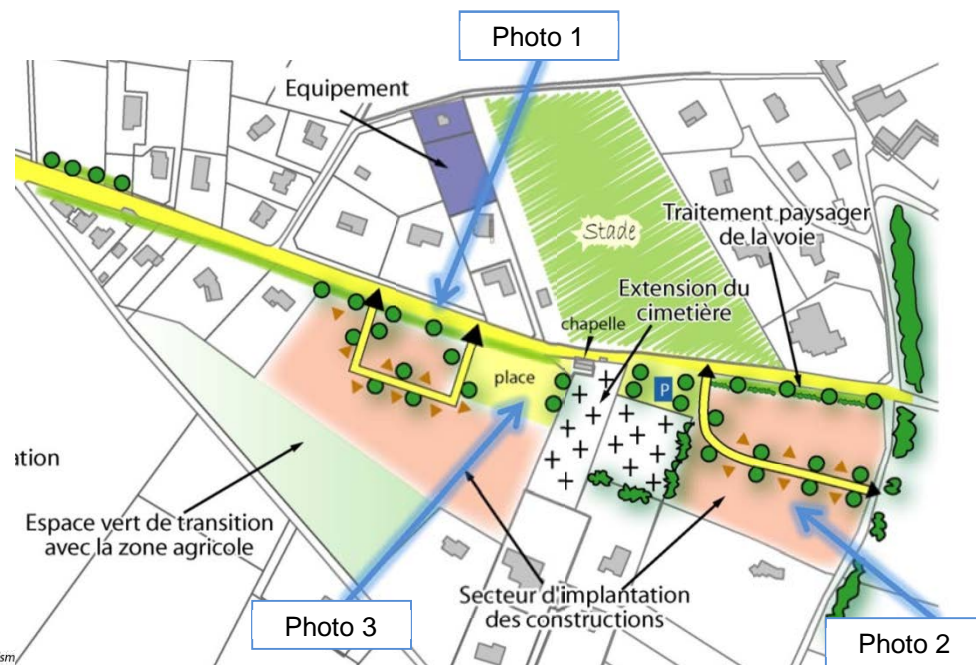 Photo 1
Equipement
Stade
Traitement paysager
de la voie
Extension du
cimetière
chapelle
place
P
ation
Espace vert de transition
avec la zone agricole
Secteur d'implantation
des constructions
Photo 3
Photo 2
ism